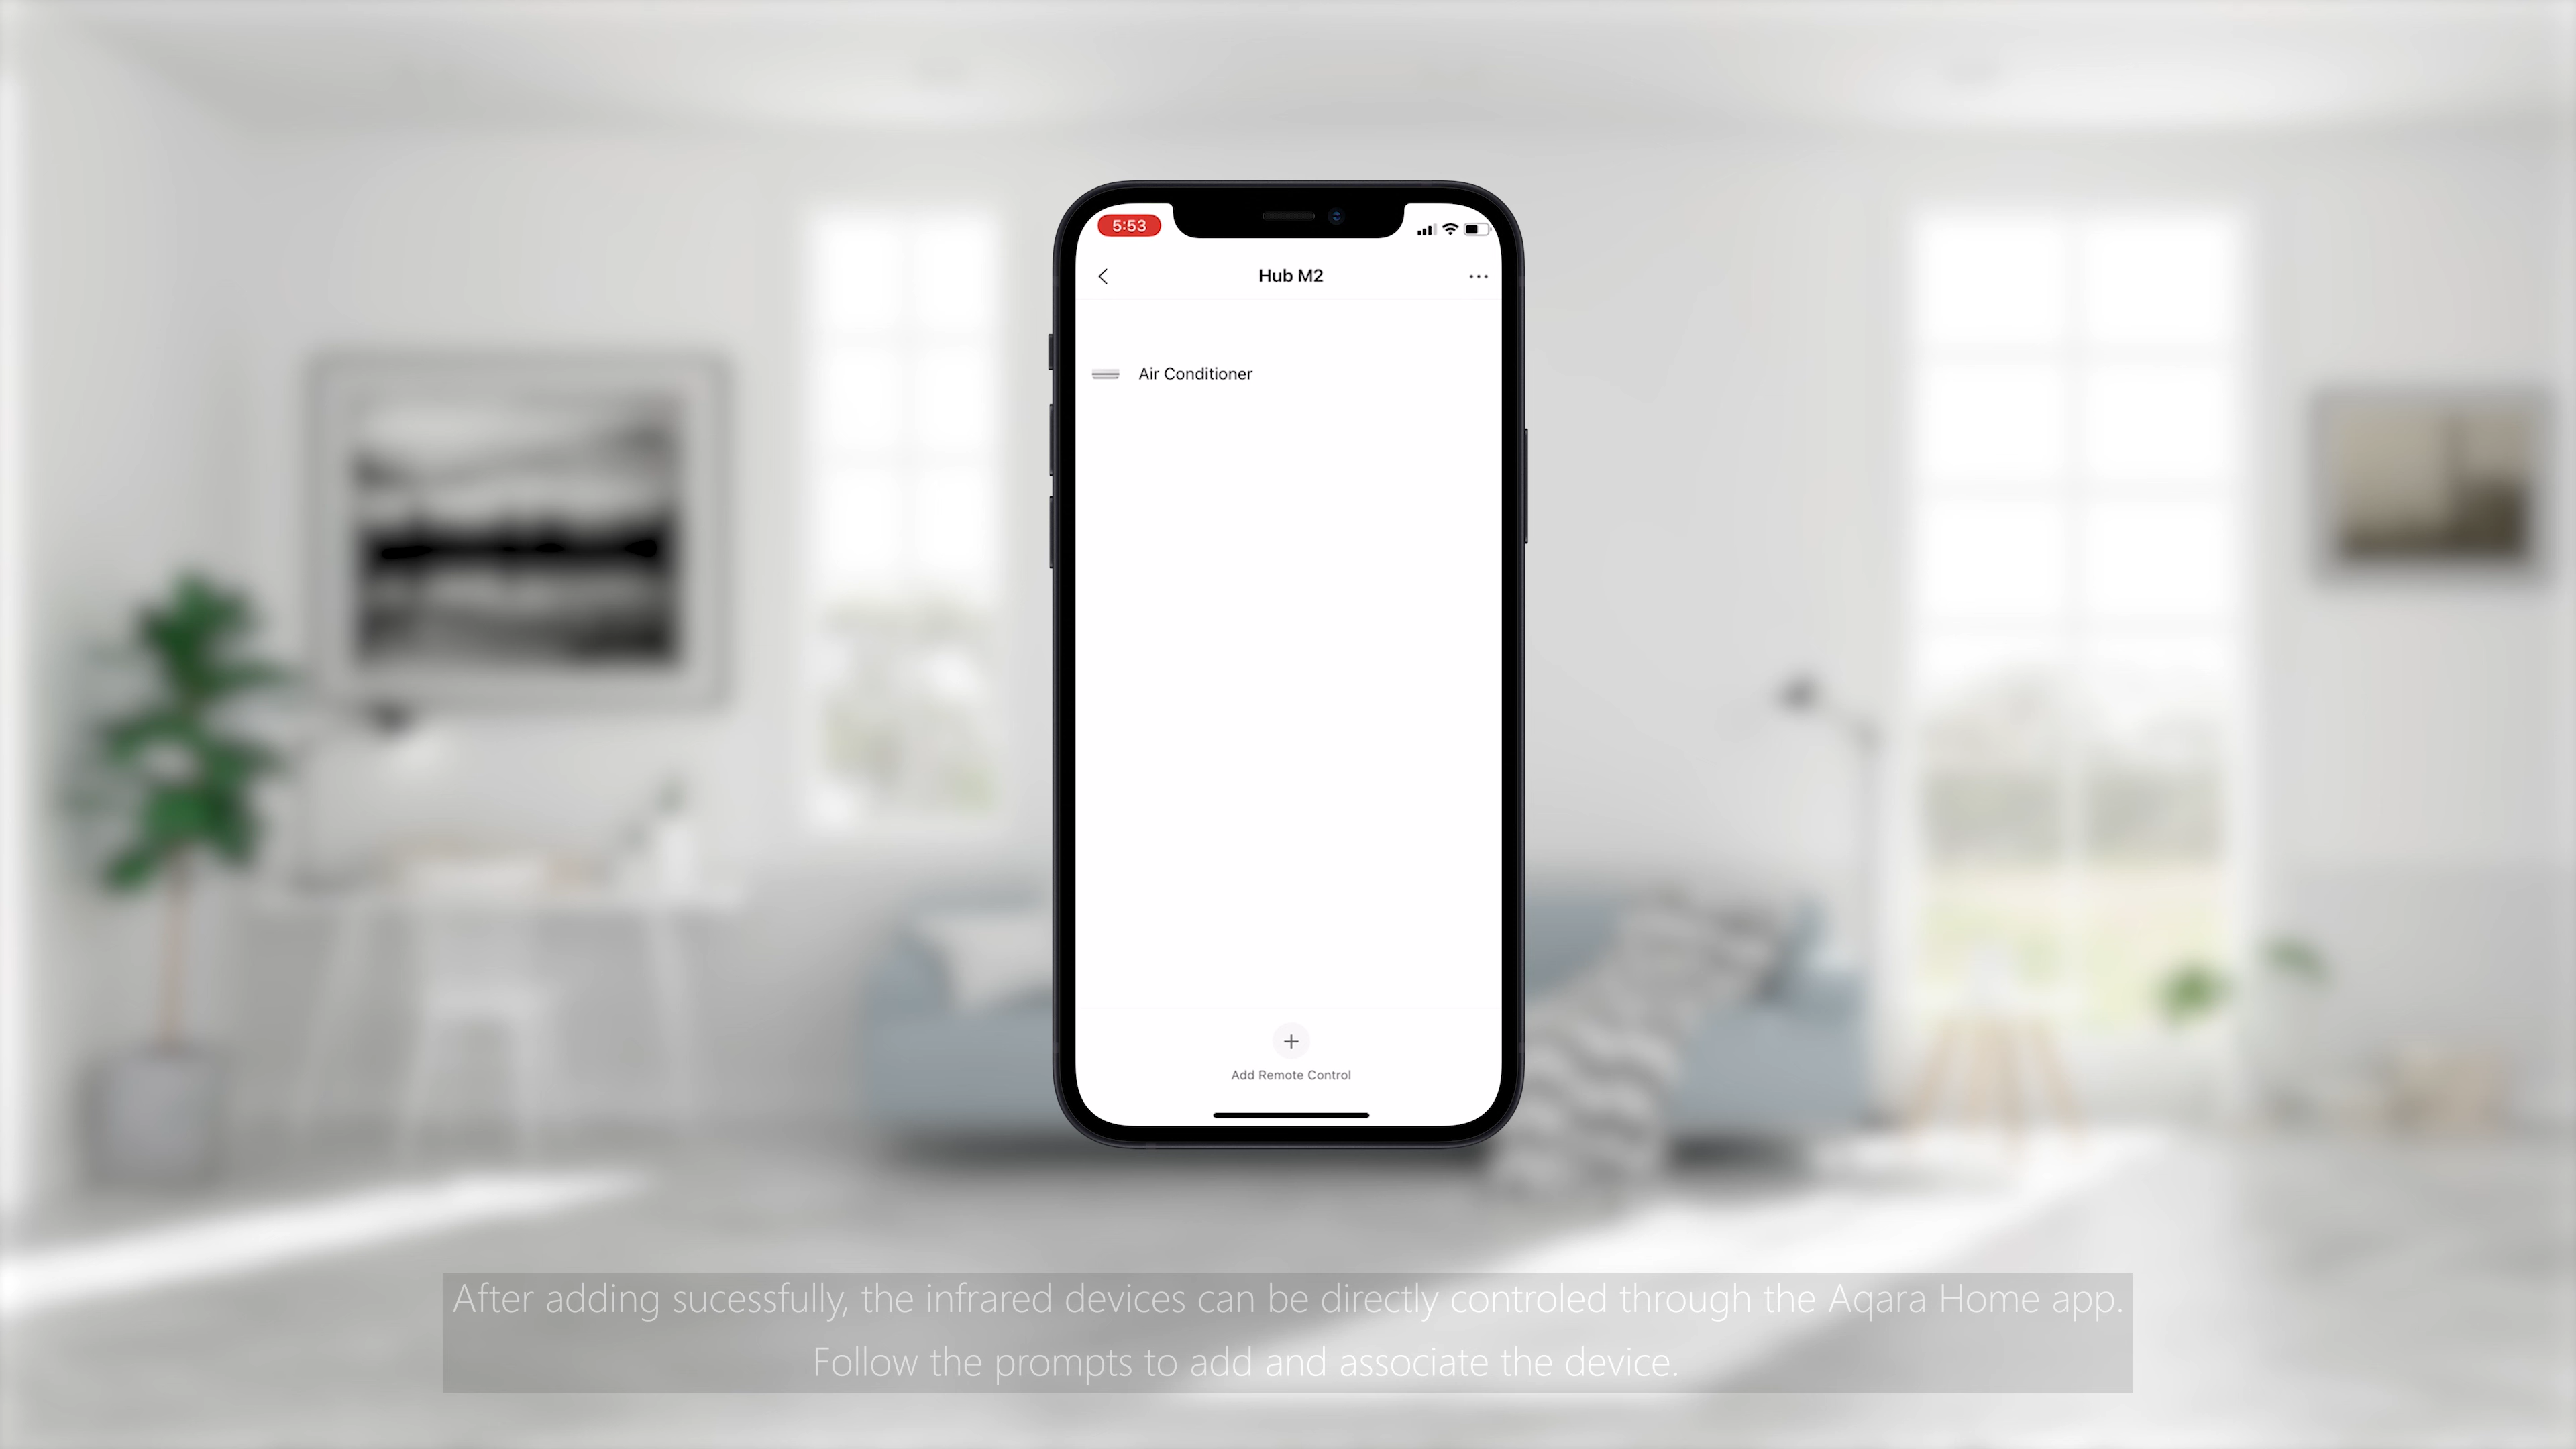 5:53
Hub M2
Air Conditioner
Add Remote Control
After adding sucessfully, the infrared devices can be directly controled through the Aqara Home app.
Follow the prompts to add and associate the device.